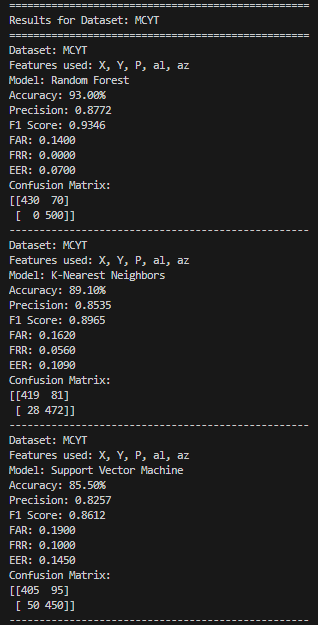 ==================================================
Results for Dataset: MCYT
==================================================
Dataset: MCYT
Features used: X, Y, P, al, az
Model: Random Forest
Accuracy: 93.00%
Precision: 0.8772
F1 Score: 0.9346
FAR: 0.1400
FRR: 0.0000
EER: 0.0700
Confusion Matrix:
[[430  70]
 [  0 500]]
--------------------------------------------------
Dataset: MCYT
Features used: X, Y, P, al, az
Model: K-Nearest Neighbors
Accuracy: 89.10%
Precision: 0.8535
F1 Score: 0.8965
FAR: 0.1620
FRR: 0.0560
EER: 0.1090
Confusion Matrix:
[[419  81]
 [ 28 472]]
--------------------------------------------------
Dataset: MCYT
Features used: X, Y, P, al, az
Model: Support Vector Machine
Accuracy: 85.50%
Precision: 0.8257
F1 Score: 0.8612
FAR: 0.1900
FRR: 0.1000
EER: 0.1450
Confusion Matrix:
[[405  95]
 [ 50 450]]
--------------------------------------------------